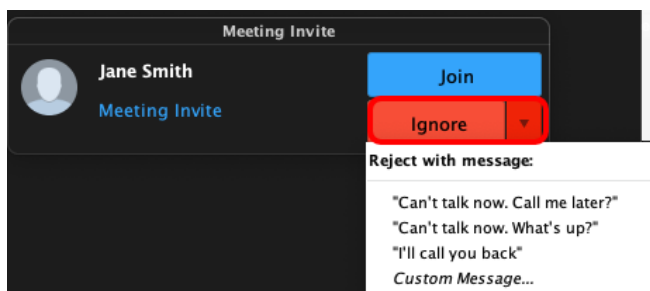 Meeting Invite
Jane Smith
Join
Meeting Invite
Ignore
Reject with message:
"Can't talk now. Call me later?"
"Can't talk now. What's up?"
"I'll call you back"
Custom Message...